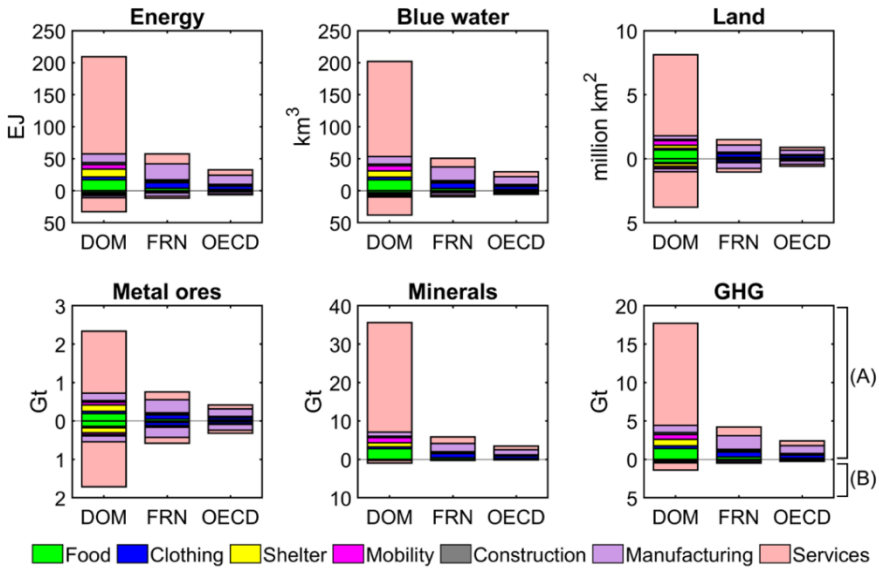 Energy
Blue water
Land
250
200
150
100
50
0
50
EJ
DOM FRN OECD
250
200
150
100
50
0
50
km³
DOM FRN OECD
10
5
0
5
million km²
DOM FRN OECD
Metal ores
Minerals
GHG
3
2
1
0
1
2
Gt
DOM FRN OECD
40
30
20
10
0
10
Gt
DOM FRN OECD
20
15
10
5
0
5
Gt
DOM FRN OECD
(A)
(B)
Food Clothing Shelter Mobility Construction Manufacturing Services